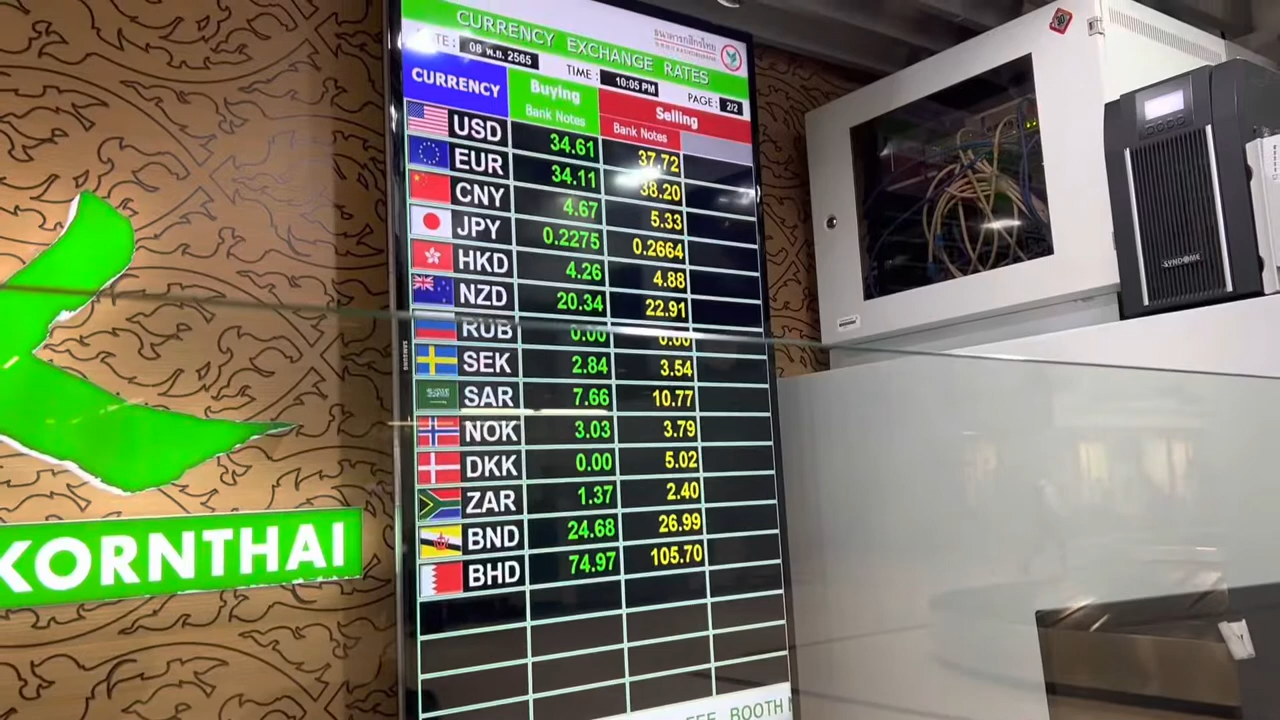 CURRENCY EXCHANGE RATES
ธนาคารกสิกรไทย
TE : 08 พ.ย. 2565 TIME : 10:05 PM PAGE : 2/2
CURRENCY Buying Selling
Bank Notes Bank Notes
USD 34.61 37.72
EUR 34.11 38.20
CNY 4.67 5.33
JPY 0.2275 0.2664
HKD 4.26 4.88
NZD 20.34 22.91
RUB 0.00 0.00
SEK 2.84 3.54
SAR 7.66 10.77
NOK 3.03 3.79
DKK 0.00 5.02
ZAR 1.37 2.40
BND 24.68 26.99
BHD 74.97 105.70
BOOTH
SAMSUNG
KORNTHAI
SYNDOME